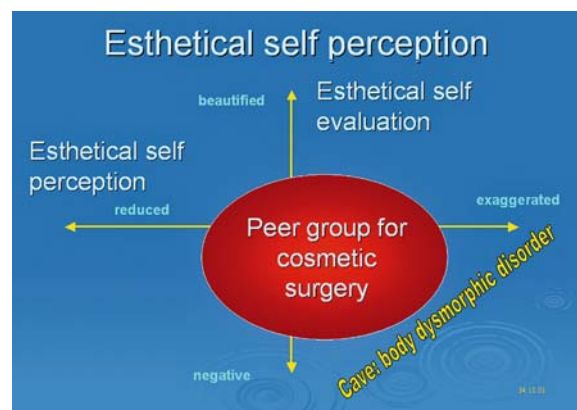 Esthetical self perception
beautified
Esthetical self
evaluation
Esthetical self
perception
reduced
exaggerated
Peer group for
cosmetic
surgery
Cave: body dysmorphic disorder
negative